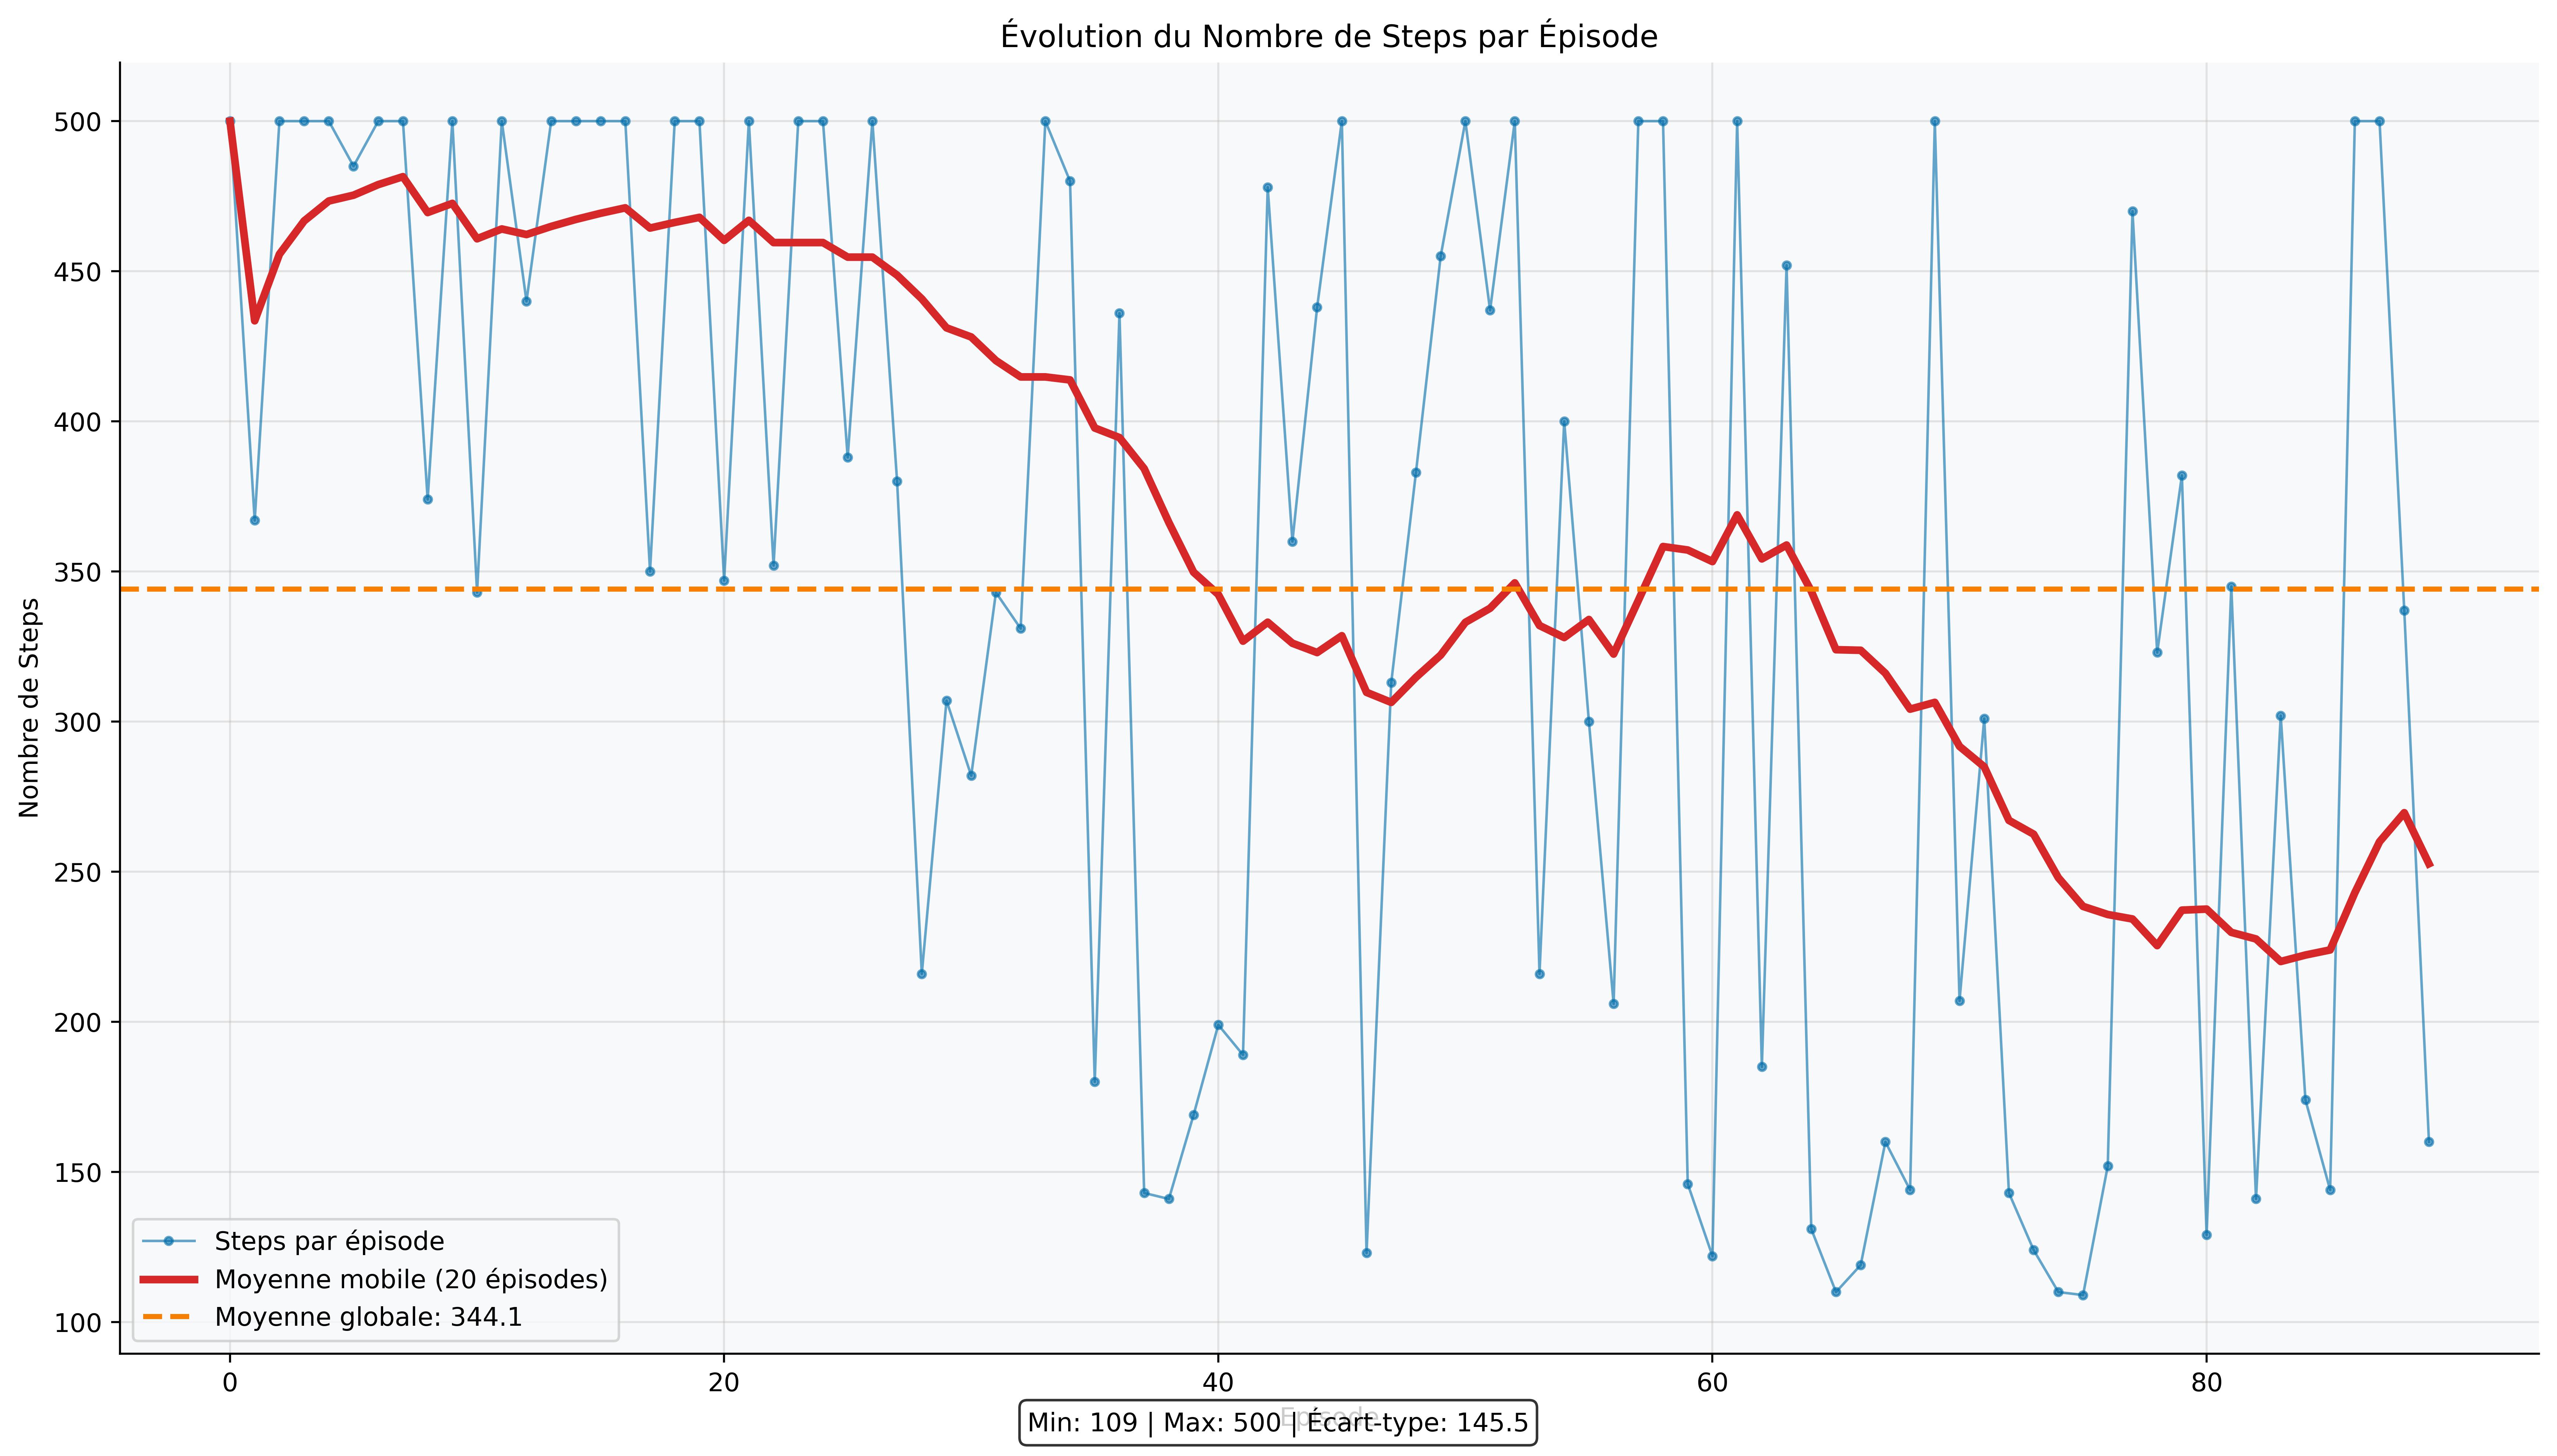 Évolution du Nombre de Steps par Épisode
Nombre de Steps
500
450
400
350
300
250
200
150
100
Steps par épisode
Moyenne mobile (20 épisodes)
Moyenne globale: 344.1
0
20
40
60
80
Épisode
Min: 109 | Max: 500 | Écart-type: 145.5